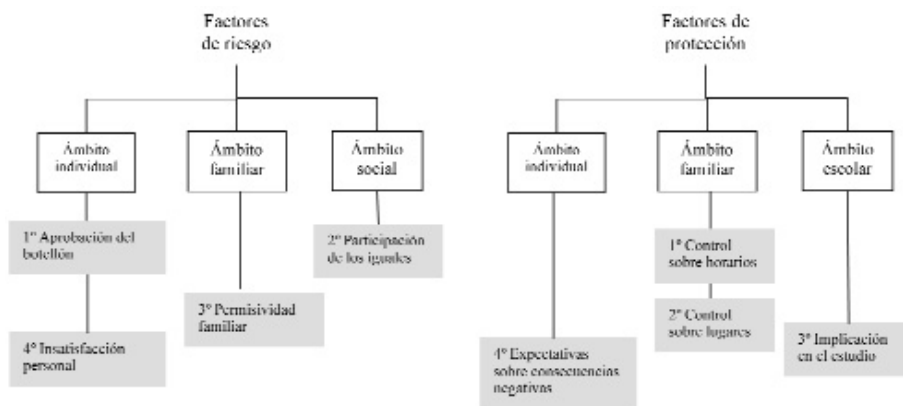 Factores
de riesgo
Ámbito
individual
Ámbito
familiar
Ámbito
social
1º Aprobación del
botellón
2º Participación
de los iguales
3º Permisividad
familiar
4º Insatisfacción
personal
Factores de
protección
Ámbito
individual
Ámbito
familiar
Ámbito
escolar
1º Control
sobre horarios
2º Control
sobre lugares
3º Implicación
en el estudio
4º Expectativas
sobre consecuencias
negativas